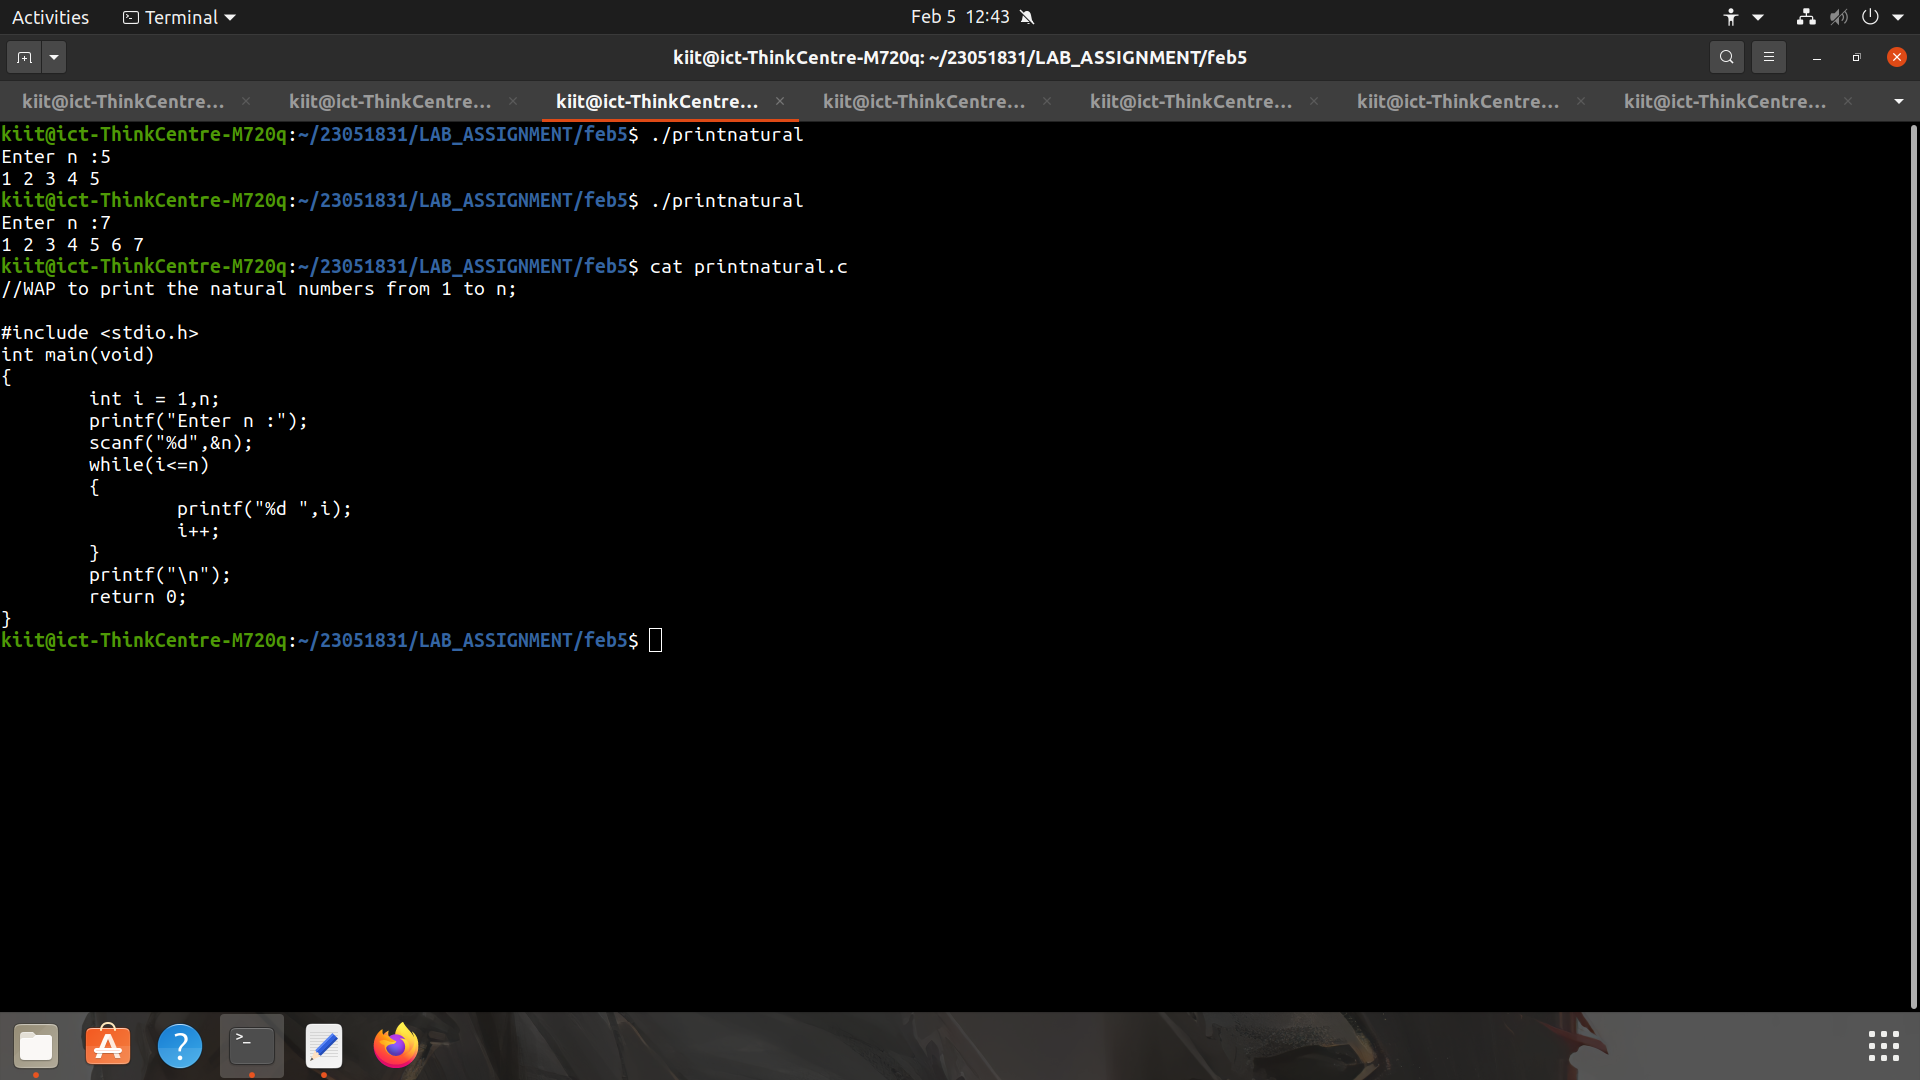 Activities Terminal Feb 5 12:43
kiit@ict-ThinkCentre-M720q: ~/23051831/LAB_ASSIGNMENT/feb5
kiit@ict-ThinkCentre... kiit@ict-ThinkCentre... kiit@ict-ThinkCentre... kiit@ict-ThinkCentre... kiit@ict-ThinkCentre... kiit@ict-ThinkCentre... kiit@ict-ThinkCentre...
kiit@ict-ThinkCentre-M720q:~/23051831/LAB_ASSIGNMENT/feb5$ ./printnatural
Enter n :5
1 2 3 4 5
kiit@ict-ThinkCentre-M720q:~/23051831/LAB_ASSIGNMENT/feb5$ ./printnatural
Enter n :7
1 2 3 4 5 6 7
kiit@ict-ThinkCentre-M720q:~/23051831/LAB_ASSIGNMENT/feb5$ cat printnatural.c
//WAP to print the natural numbers from 1 to n;
#include <stdio.h>
int main(void)
{
        int i = 1,n;
        printf("Enter n :");
        scanf("%d",&n);
        while(i<=n)
        {
                printf("%d ",i);
                i++;
        }
        printf("\n");
        return 0;
}
kiit@ict-ThinkCentre-M720q:~/23051831/LAB_ASSIGNMENT/feb5$